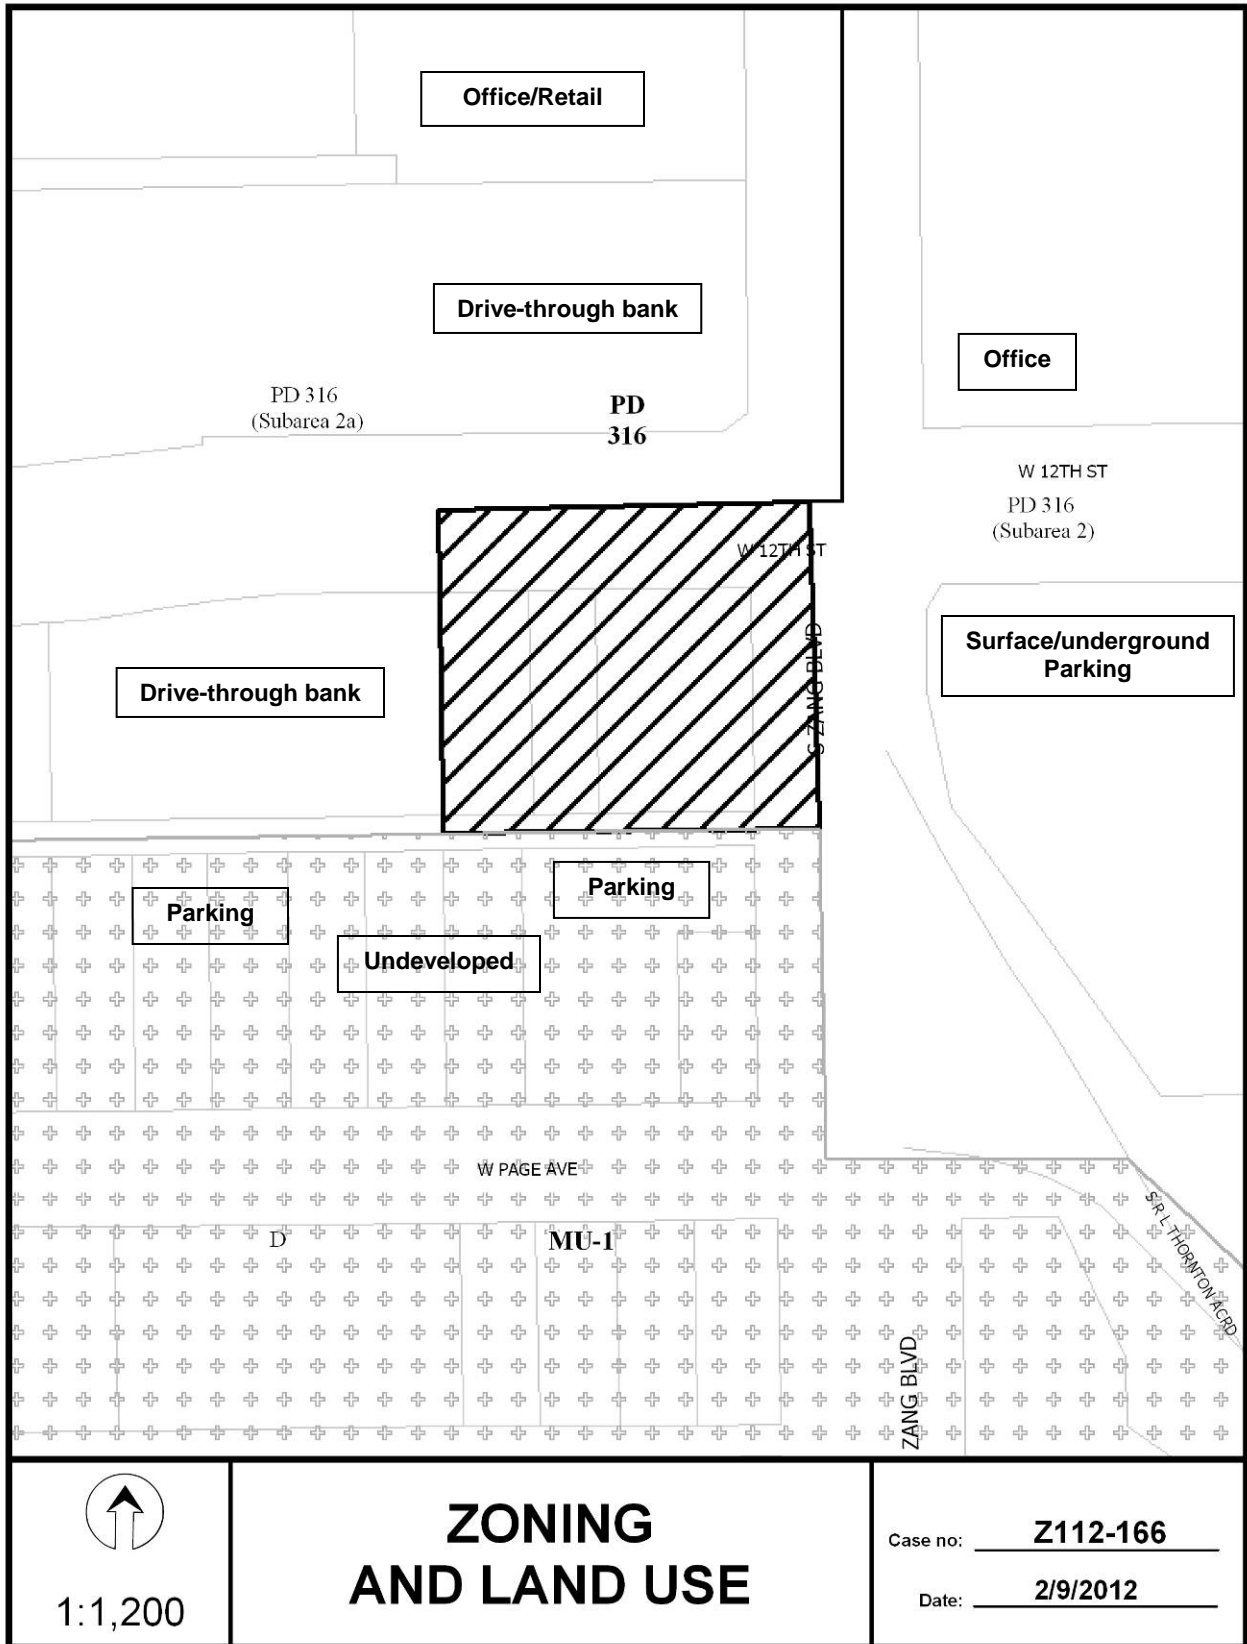 Office/Retail
Drive-through bank
Office
PD 316
(Subarea 2a)
PD
316
W 12TH ST
PD 316
(Subarea 2)
W 12TH ST
S ZANG BLVD
Surface/underground
Parking
Drive-through bank
Parking
Parking
Undeveloped
W PAGE AVE
D
MU-1
S R L THORNTON ACRD
ZANG BLVD
1:1,200
ZONING
AND LAND USE
Case no: Z112-166
Date: 2/9/2012